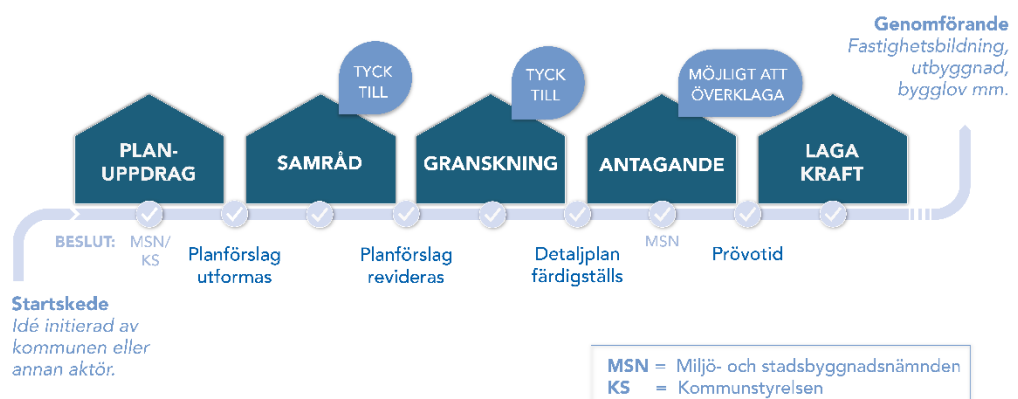 Genomförande
Fastighetsbildning,
utbyggnad,
bygglov mm.
TYCK
TILL
TYCK
TILL
MÖJLIGT ATT
ÖVERKLAGA
PLAN-
UPPDRAG
SAMRÅD
GRANSKNING
ANTAGANDE
LAGA
KRAFT
BESLUT:
MSN/
KS
Planförslag
utformas
Planförslag
revideras
Detaljplan
färdigställs
MSN
Prövotid
Startskede
Idé initierad av
kommunen eller
annan aktör.
MSN = Miljö- och stadsbyggnadsnämnden
KS = Kommunstyrelsen